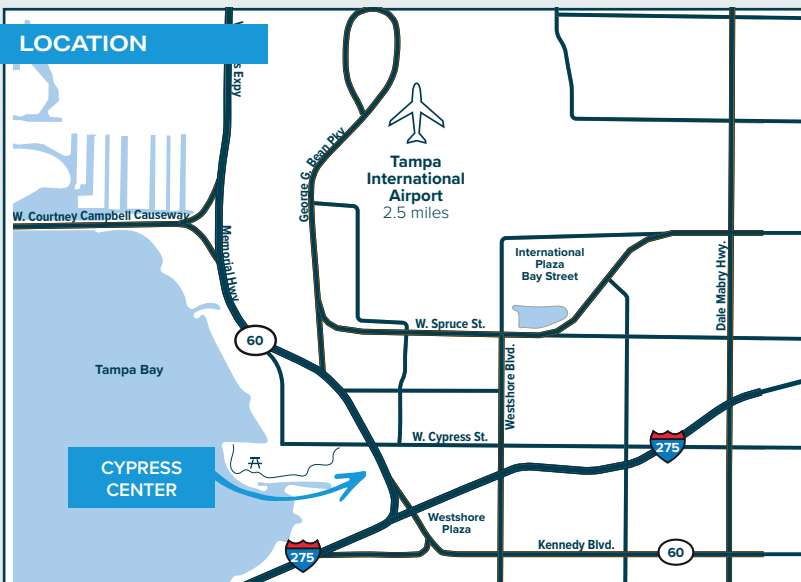 LOCATION
s Expy
George G. Bean Pky
Tampa
International
Airport
2.5 miles
W. Courtney Campbell Causeway
Memorial Hwy
International
Plaza
Bay Street
Dale Mabry Hwy.
W. Spruce St.
60
Westshore Blvd.
Tampa Bay
W. Cypress St.
275
CYPRESS
CENTER
Westshore
Plaza
Kennedy Blvd.
60
275